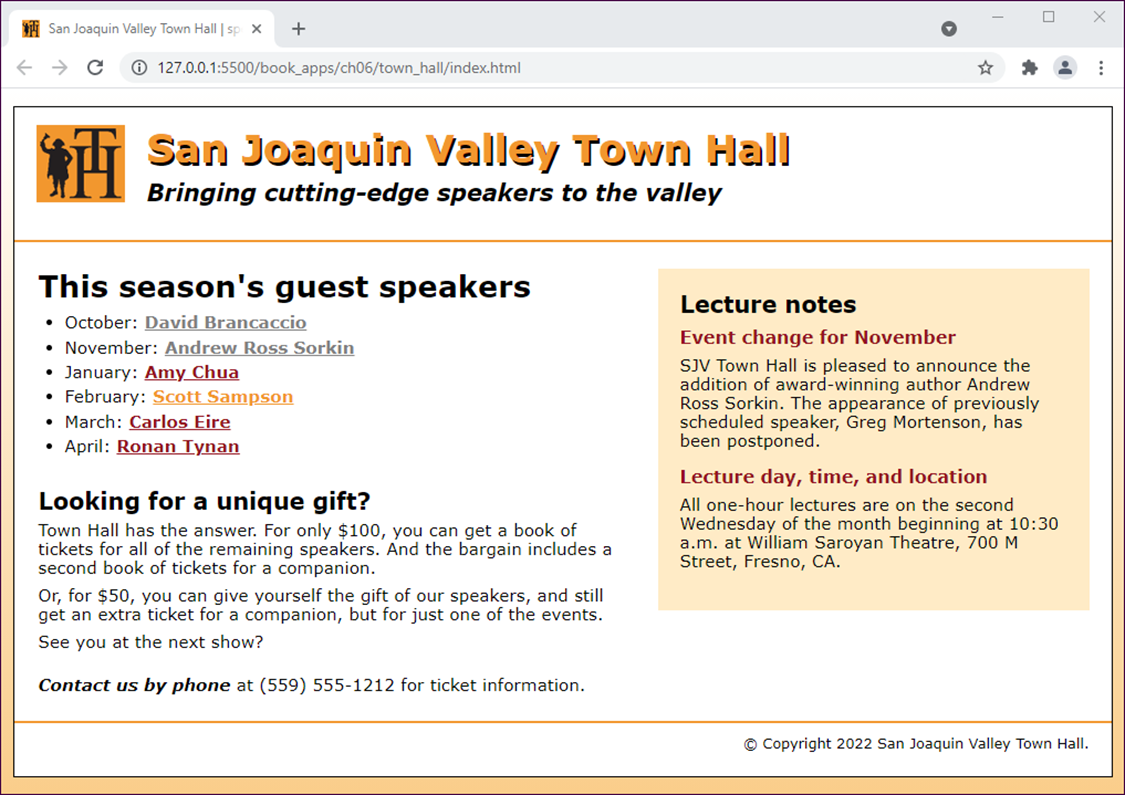 San Joaquin Valley Town Hall | sp
127.0.0.1:5500/book_apps/ch06/town_hall/index.html
TH
San Joaquin Valley Town Hall
Bringing cutting-edge speakers to the valley
This season's guest speakers
• October: David Brancaccio
• November: Andrew Ross Sorkin
• January: Amy Chua
• February: Scott Sampson
• March: Carlos Eire
• April: Ronan Tynan
Looking for a unique gift?
Town Hall has the answer. For only $100, you can get a book of
tickets for all of the remaining speakers. And the bargain includes a
second book of tickets for a companion.
Or, for $50, you can give yourself the gift of our speakers, and still
get an extra ticket for a companion, but for just one of the events.
See you at the next show?
Contact us by phone at (559) 555-1212 for ticket information.
Lecture notes
Event change for November
SJV Town Hall is pleased to announce the
addition of award-winning author Andrew
Ross Sorkin. The appearance of previously
scheduled speaker, Greg Mortenson, has
been postponed.
Lecture day, time, and location
All one-hour lectures are on the second
Wednesday of the month beginning at 10:30
a.m. at William Saroyan Theatre, 700 M
Street, Fresno, CA.
© Copyright 2022 San Joaquin Valley Town Hall.